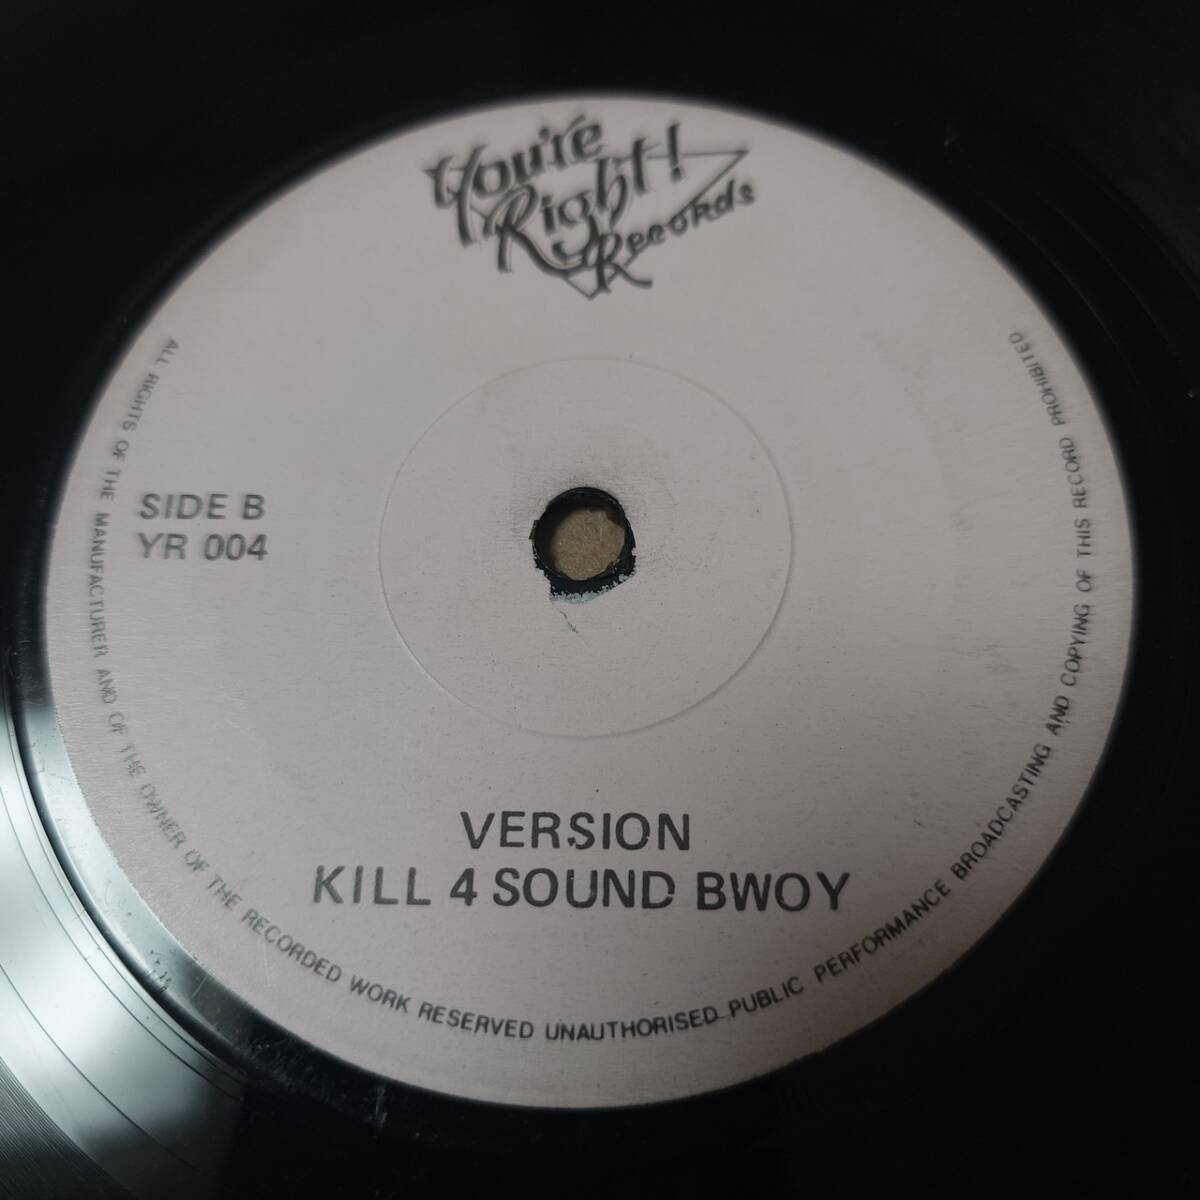 You're
Right!
Records
SIDE B
YR 004
VERSION
KILL 4 SOUND BWOY
ALL RIGHTS OF THE MANUFACTURER AND OF THE OWNER OF THE RECORDED WORK RESERVED UNAUTHORISED PUBLIC PERFORMANCE BROADCASTING AND COPYING OF THIS RECORD PROHIBITED